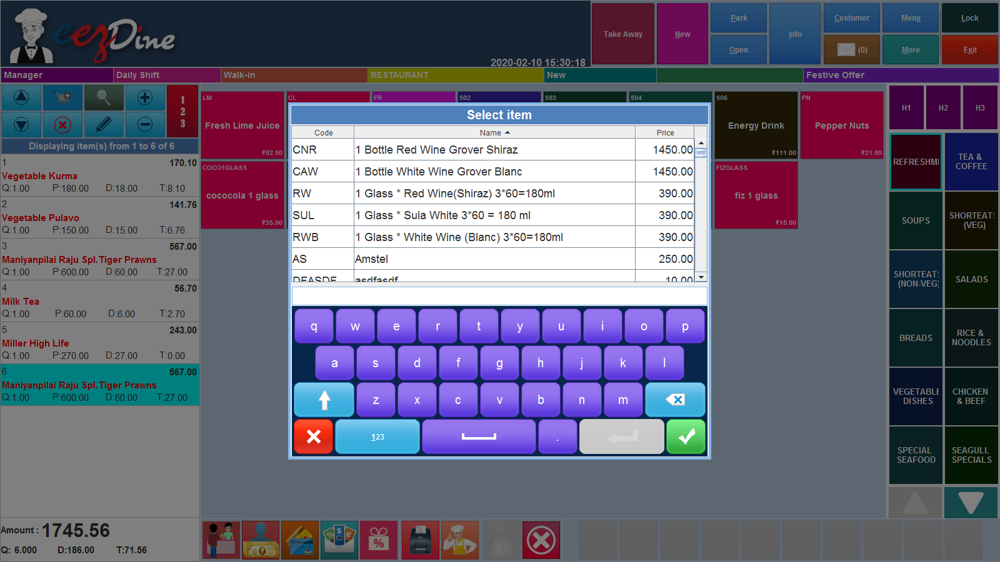 eezDine
2020-02-10 15:30:18
Take Away
New
Park
Open
Info
Customer
(0)
Menu
More
Lock
Exit
Manager
Daily Shift
Walk-in
RESTAURANT
New
Festive Offer
1
2
3
Displaying item(s) from 1 to 6 of 6
1 170.10
Vegetable Kurma
Q:1.00 P:180.00 D:18.00 T:8.10
2 141.76
Vegetable Pulavo
Q:1.00 P:150.00 D:15.00 T:6.76
3 567.00
Maniyanpilai Raju Spl.Tiger Prawns
Q:1.00 P:600.00 D:60.00 T:27.00
4 56.70
Milk Tea
Q:1.00 P:60.00 D:6.00 T:2.70
5 243.00
Miller High Life
Q:1.00 P:270.00 D:27.00 T:0.00
6 567.00
Maniyanpilai Raju Spl.Tiger Prawns
Q:1.00 P:600.00 D:60.00 T:27.00
Amount : 1745.56
Q: 6.000 D:186.00 T:71.56
LM
Fresh Lime Juice
₹52.50
CL
FR
502
503
504
506
Energy Drink
₹111.00
PN
Pepper Nuts
₹21.00
COCO1GLASS
cococola 1 glass
₹35.00
FIZGLASS
fiz 1 glass
₹15.00
Select item
Code Name Price
CNR 1 Bottle Red Wine Grover Shiraz 1450.00
CAW 1 Bottle White Wine Grover Blanc 1450.00
RW 1 Glass * Red Wine(Shiraz) 3*60=180ml 390.00
SUL 1 Glass * Sula White 3*60 = 180 ml 390.00
RWB 1 Glass * White Wine (Blanc) 3*60=180ml 390.00
AS Amstel 250.00
DFASDF asdfasdf 10.00
q w e r t y u i o p
a s d f g h j k l
z x c v b n m
123 .
H1
H2
H3
REFRESHM
TEA &
COFFEE
SOUPS
SHORTEATS
(VEG)
SHORTEATS
(NON-VEG)
SALADS
BREADS
RICE &
NOODLES
VEGETABLE
DISHES
CHICKEN
& BEEF
SPECIAL
SEAFOOD
SEAGULL
SPECIALS
%